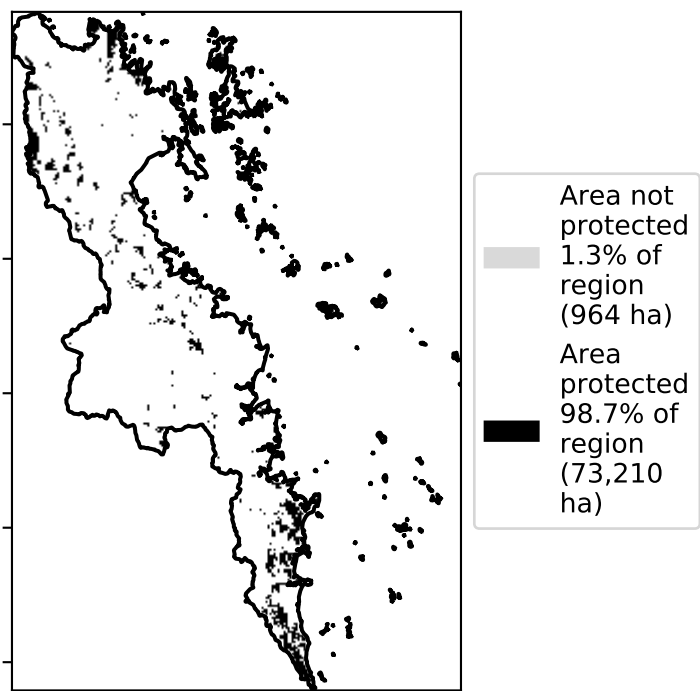 Area not
protected
1.3% of
region
(964 ha)
Area
protected
98.7% of
region
(73,210
ha)